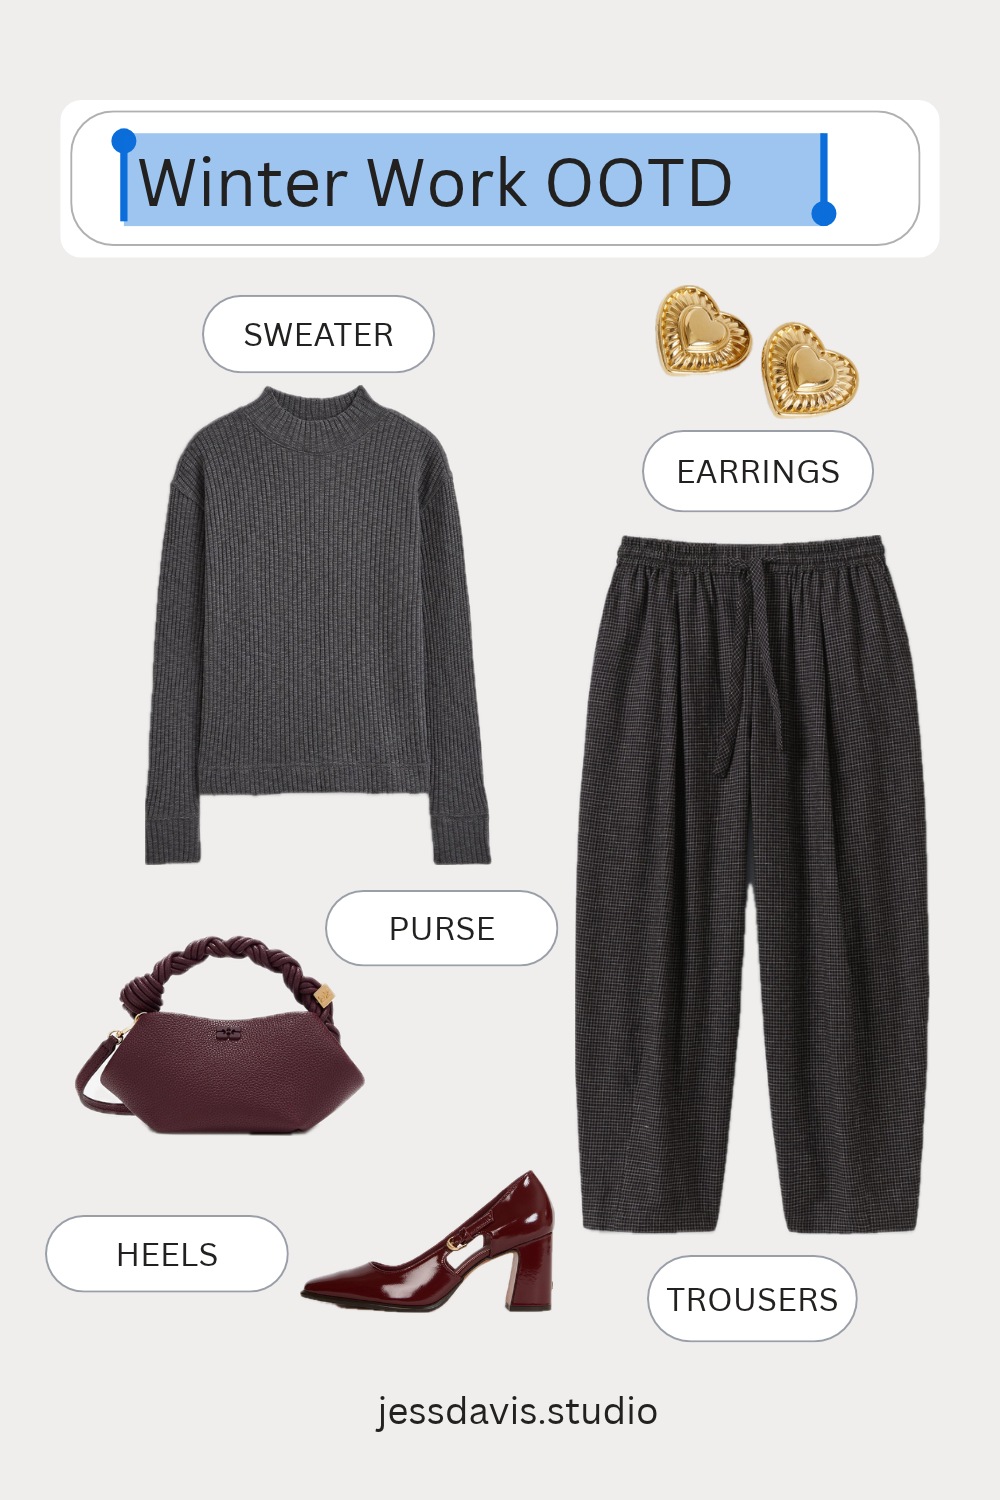 Winter Work OOTD
SWEATER
EARRINGS
PURSE
HEELS
TROUSERS
jessdavis.studio